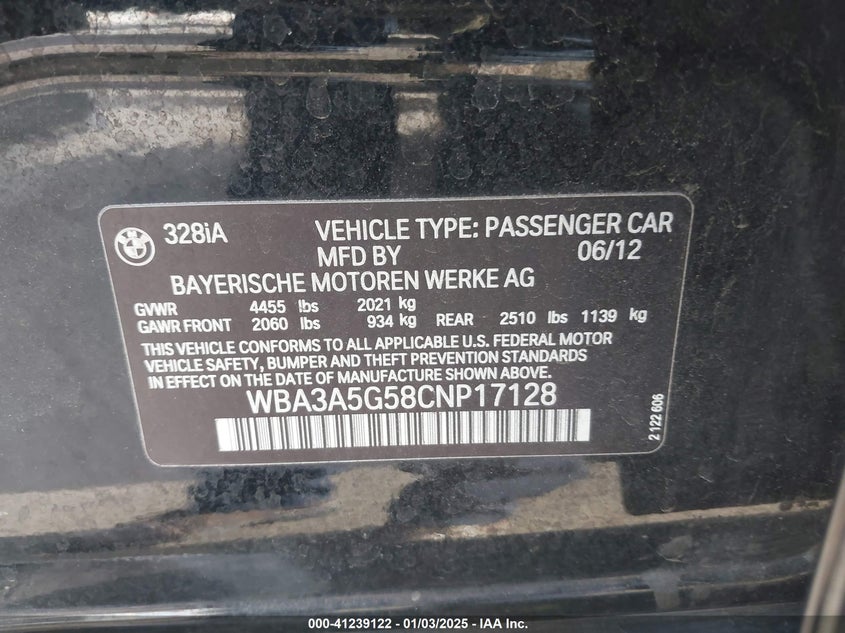 328iA VEHICLE TYPE: PASSENGER CAR
MFD BY 06/12
BAYERISCHE MOTOREN WERKE AG
GVWR 4455 lbs 2021 kg
GAWR FRONT 2060 lbs 934 kg REAR 2510 lbs 1139 kg
THIS VEHICLE CONFORMS TO ALL APPLICABLE U.S. FEDERAL MOTOR
VEHICLE SAFETY, BUMPER AND THEFT PREVENTION STANDARDS
IN EFFECT ON THE DATE OF MANUFACTURE SHOWN ABOVE.
WBA3A5G58CNP17128
2 122 606
000-41239122 - 01/03/2025 - IAA Inc.